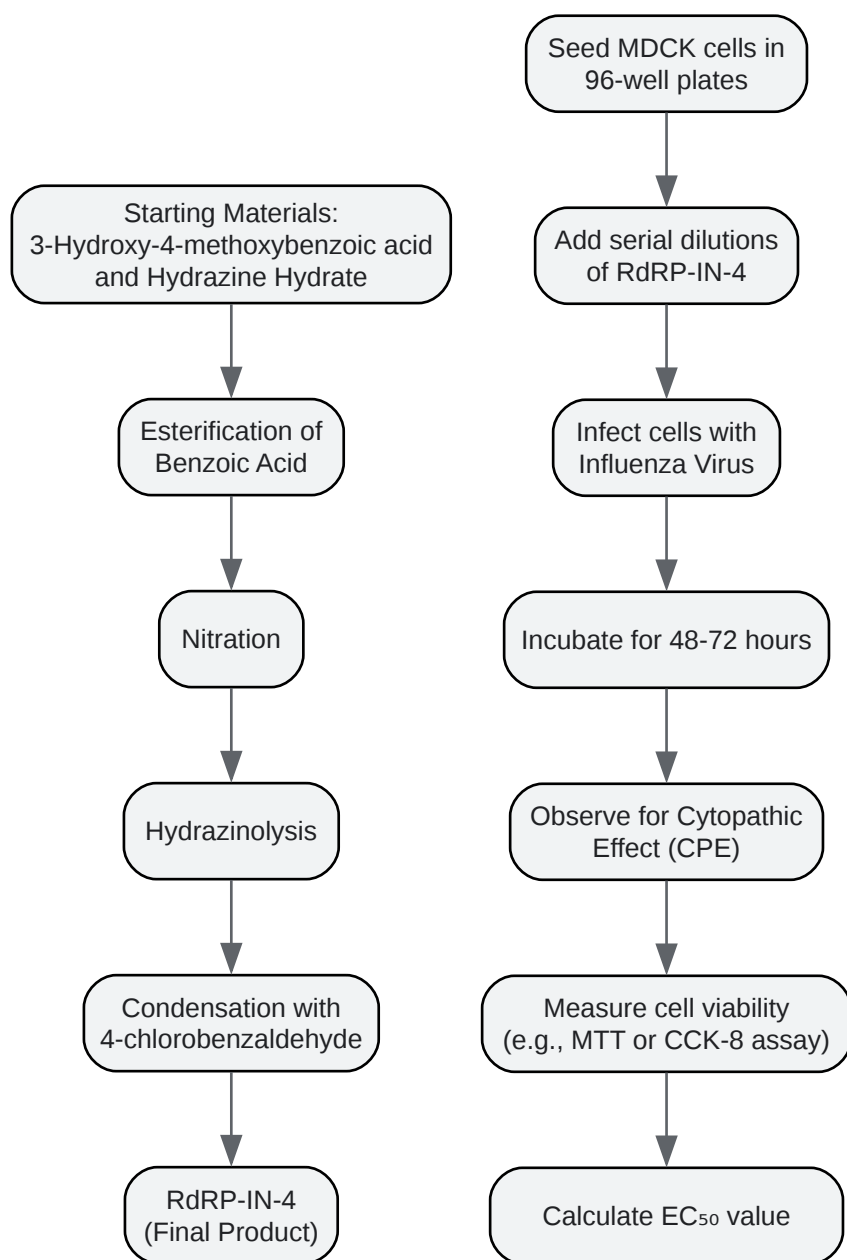 Starting Materials:
3-Hydroxy-4-methoxybenzoic acid
and Hydrazine Hydrate
Esterification of
Benzoic Acid
Nitration
Hydrazinolysis
Condensation with
4-chlorobenzaldehyde
RdRP-IN-4
(Final Product)
Seed MDCK cells in
96-well plates
Add serial dilutions
of RdRP-IN-4
Infect cells with
Influenza Virus
Incubate for 48-72 hours
Observe for Cytopathic
Effect (CPE)
Measure cell viability
(e.g., MTT or CCK-8 assay)
Calculate EC₅₀ value